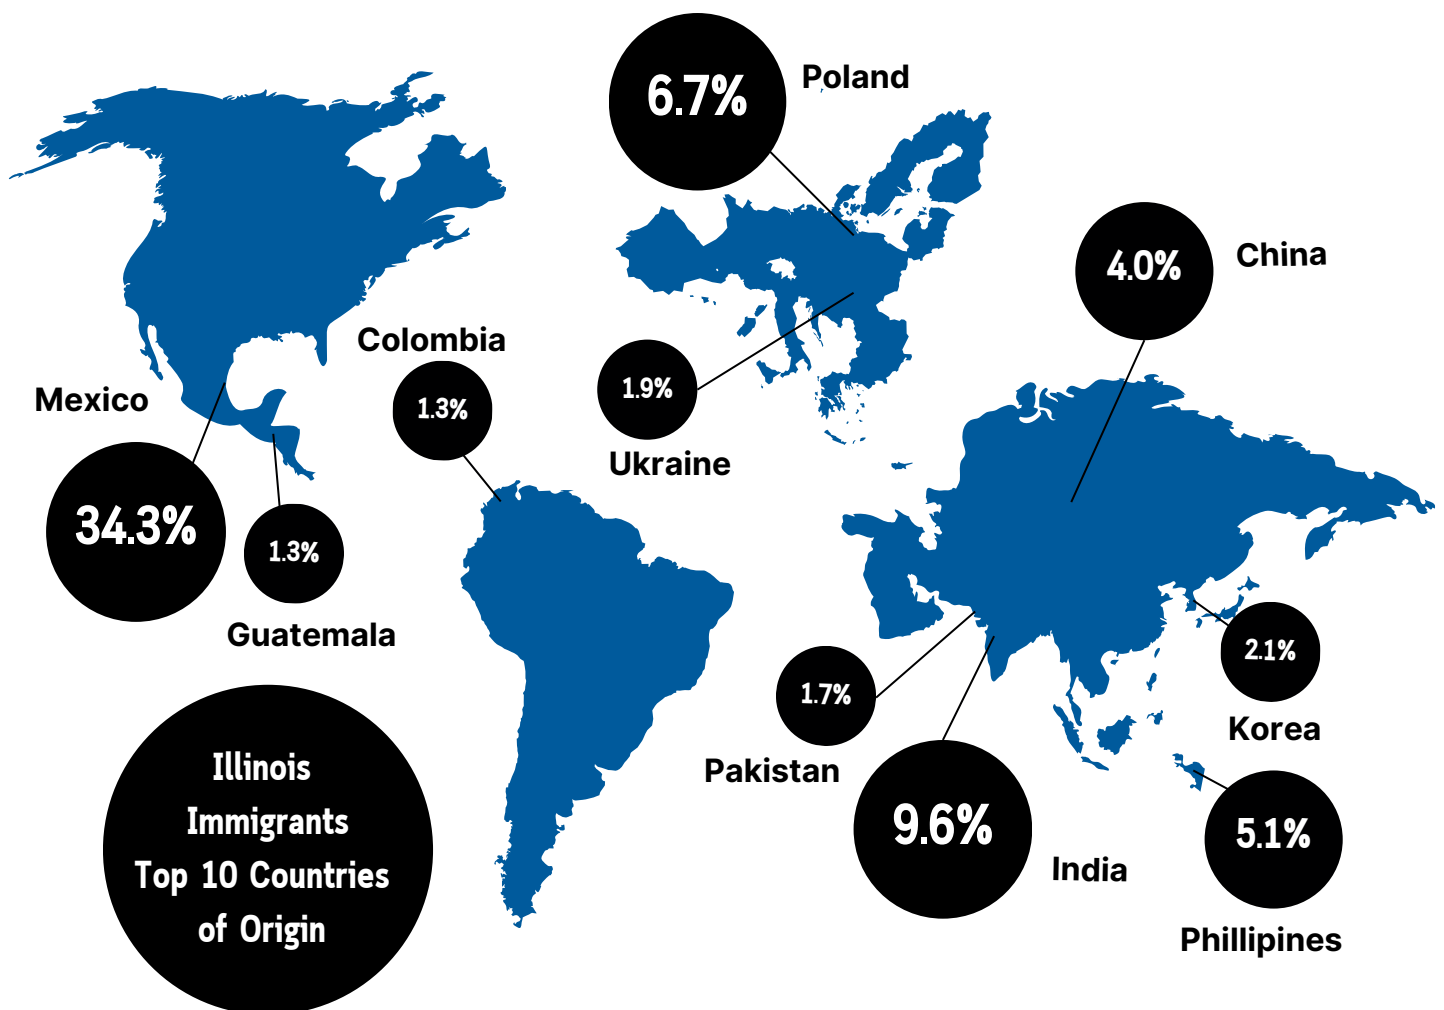 Poland
6.7%
China
4.0%
Colombia
1.3%
1.9%
Ukraine
Mexico
34.3%
1.3%
Guatemala
2.1%
Korea
1.7%
Pakistan
9.6%
India
5.1%
Phillipines
Illinois
Immigrants
Top 10 Countries
of Origin